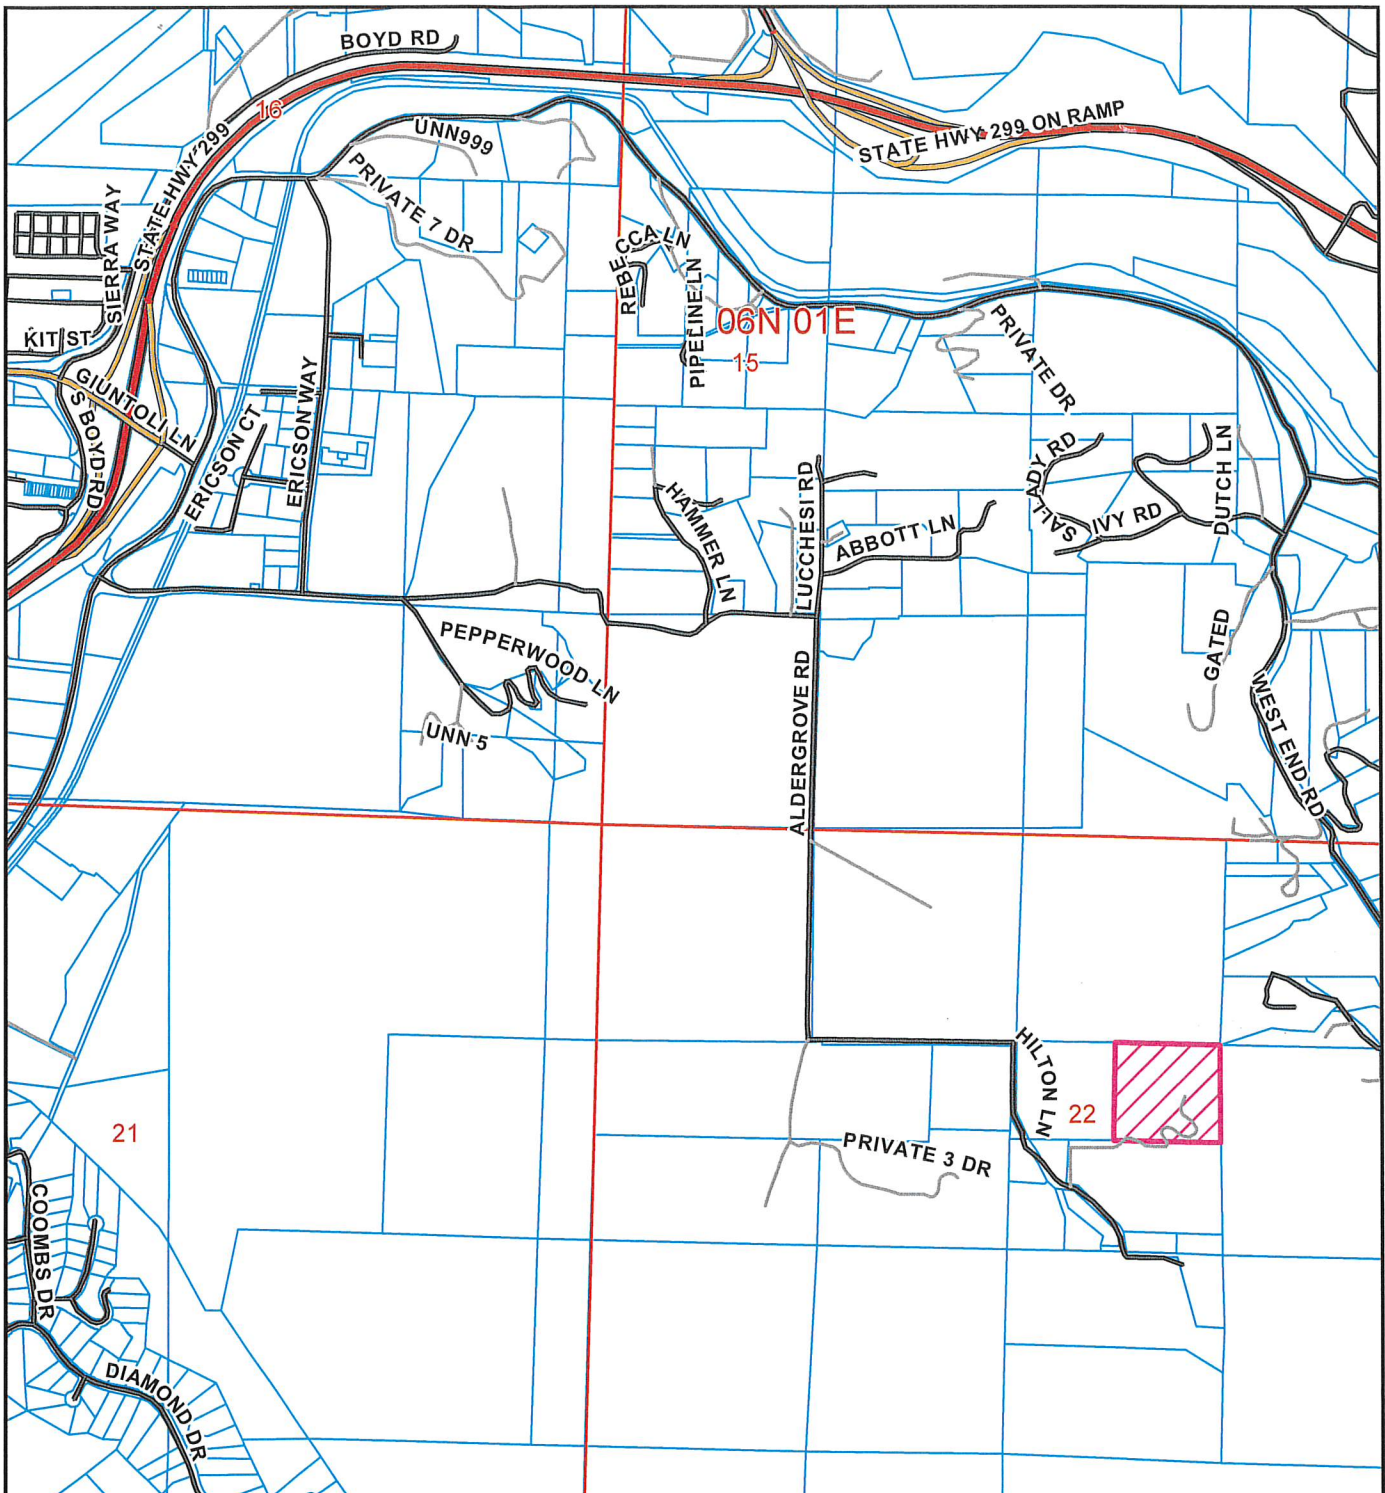 BOYD RD
16
STATE HWY 299
UNN999
STATE HWY 299 ON RAMP
PRIVATE 7 DR
SIERRA WAY
REBECCA LN
PIPELINE LN
06N 01E
15
PRIVATE DR
KIT ST
GIUNTOLI LN
S BOYD RD
ERICSON CT
ERICSON WAY
HAMMER LN
LUCCHESI RD
ABBOTT LN
SALLADY RD
IVY RD
DUTCH LN
PEPPERWOOD LN
UNN 5
ALDERGROVE RD
GATED
WEST END RD
HILTON LN
22
21
PRIVATE 3 DR
COOMBS DR
DIAMOND DR